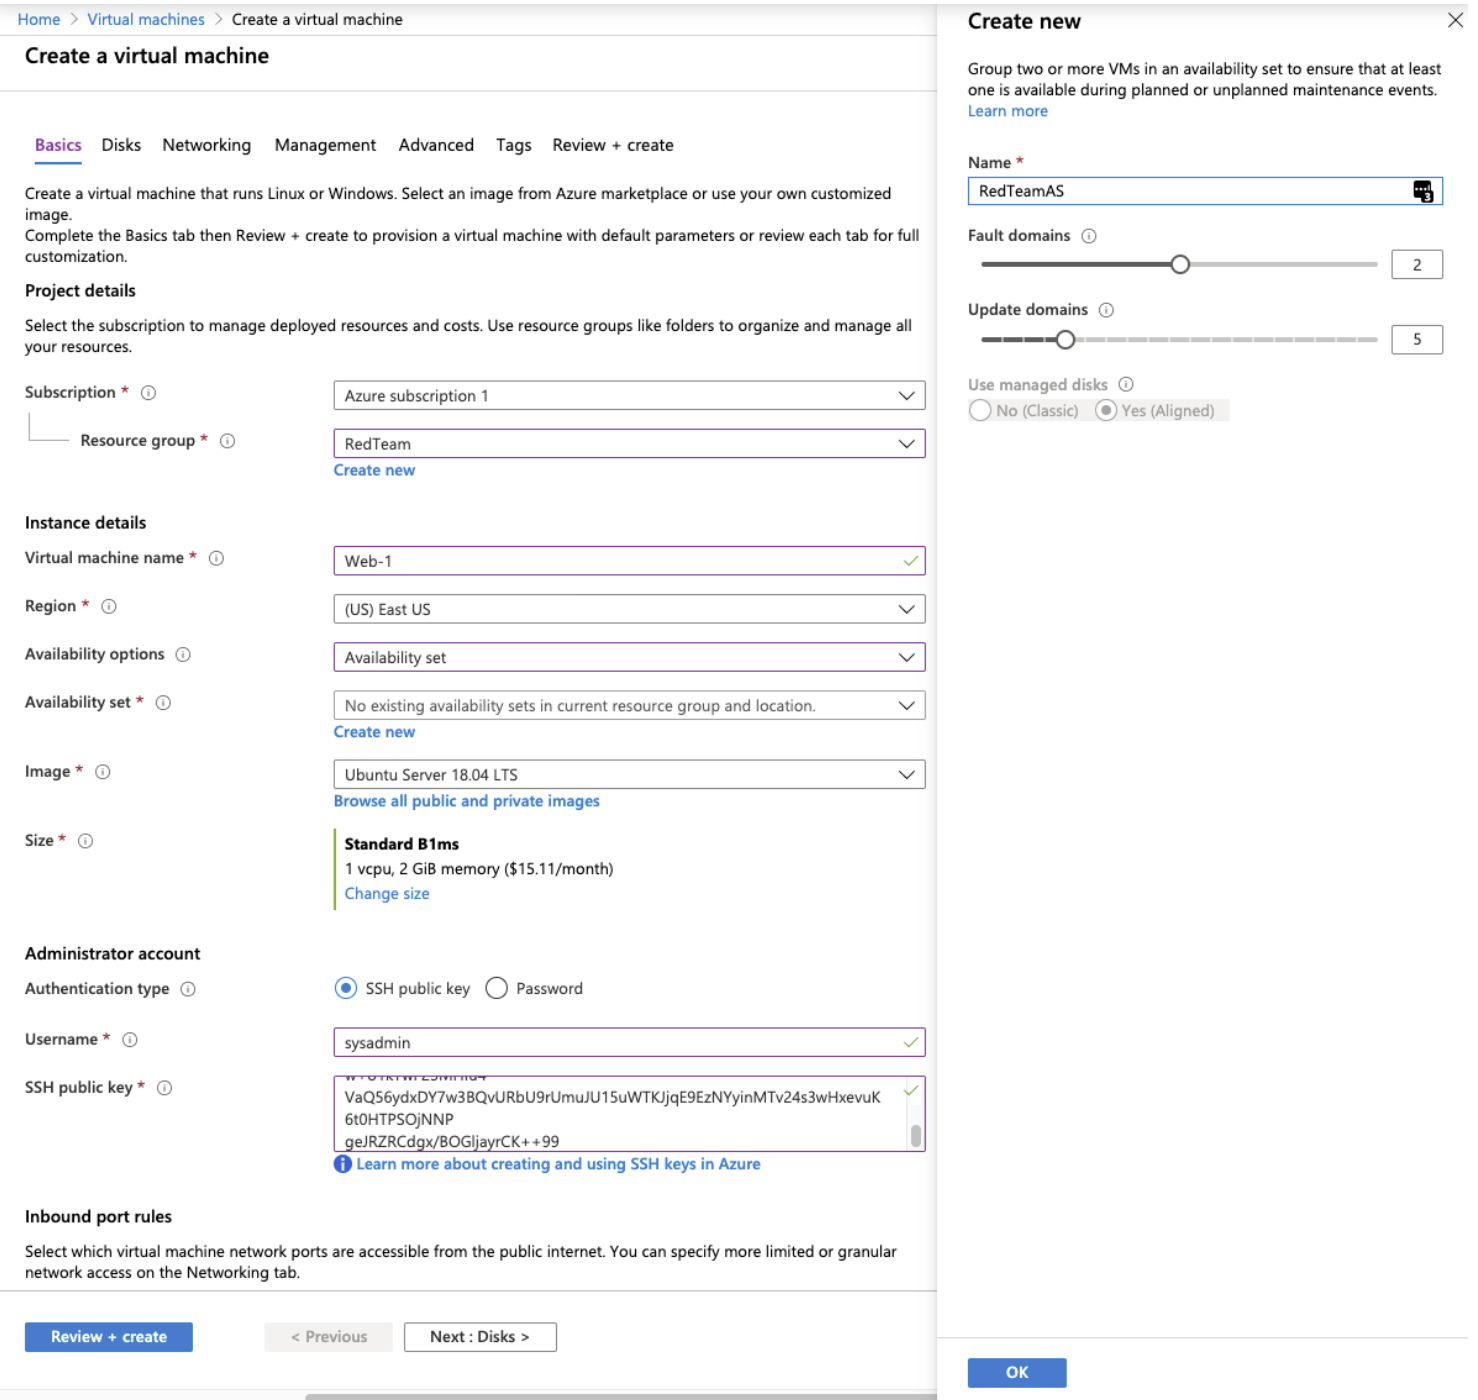 Home > Virtual machines > Create a virtual machine
Create a virtual machine
Basics Disks Networking Management Advanced Tags Review + create
Create a virtual machine that runs Linux or Windows. Select an image from Azure marketplace or use your own customized
image.
Complete the Basics tab then Review + create to provision a virtual machine with default parameters or review each tab for full
customization.
Project details
Select the subscription to manage deployed resources and costs. Use resource groups like folders to organize and manage all
your resources.
Subscription *
Azure subscription 1
Resource group *
RedTeam
Create new
Instance details
Virtual machine name *
Web-1
Region *
(US) East US
Availability options
Availability set
Availability set *
No existing availability sets in current resource group and location.
Create new
Image *
Ubuntu Server 18.04 LTS
Browse all public and private images
Size *
Standard B1ms
1 vcpu, 2 GiB memory ($15.11/month)
Change size
Administrator account
Authentication type
SSH public key Password
Username *
sysadmin
SSH public key *
VaQ56ydxDY7w3BQvURbU9rUmuJU15uWTKJjqE9EzNYyinMTv24s3wHxevuK
6t0HTPSOjNNP
geJRZRCdgx/BOGljayrCK++99
Learn more about creating and using SSH keys in Azure
Inbound port rules
Select which virtual machine network ports are accessible from the public internet. You can specify more limited or granular
network access on the Networking tab.
Review + create
< Previous
Next : Disks >
Create new
Group two or more VMs in an availability set to ensure that at least
one is available during planned or unplanned maintenance events.
Learn more
Name *
RedTeamAS
3
Fault domains
2
Update domains
5
Use managed disks
No (Classic) Yes (Aligned)
OK